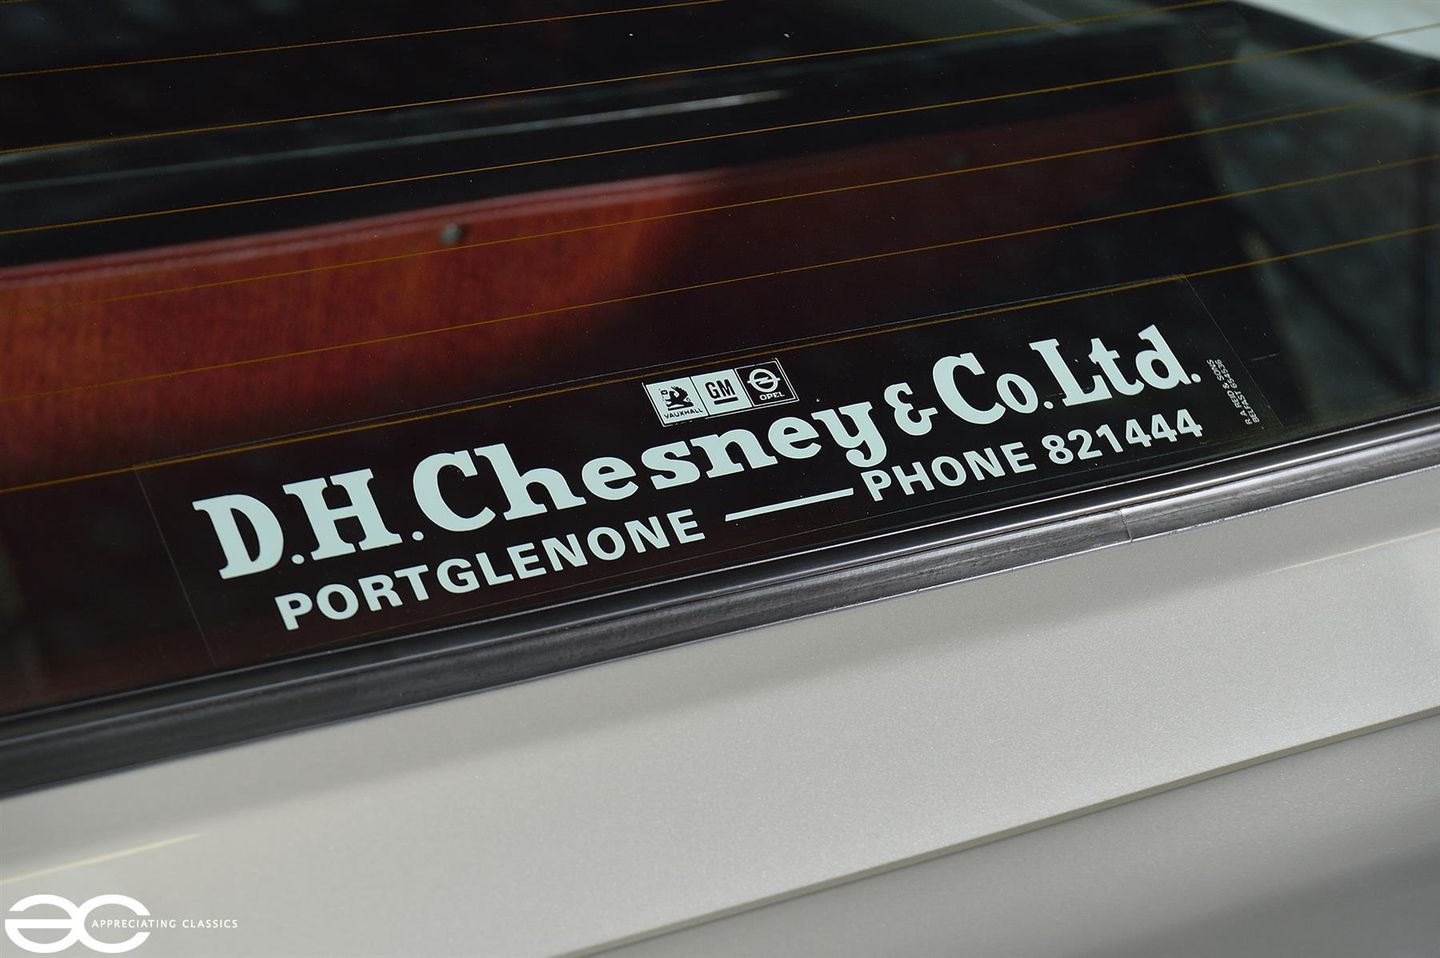 VAUXHALL GM OPEL
D.H. Chesney & Co. Ltd.
PORTGLENONE — PHONE 821444
APPRECIATING CLASSICS